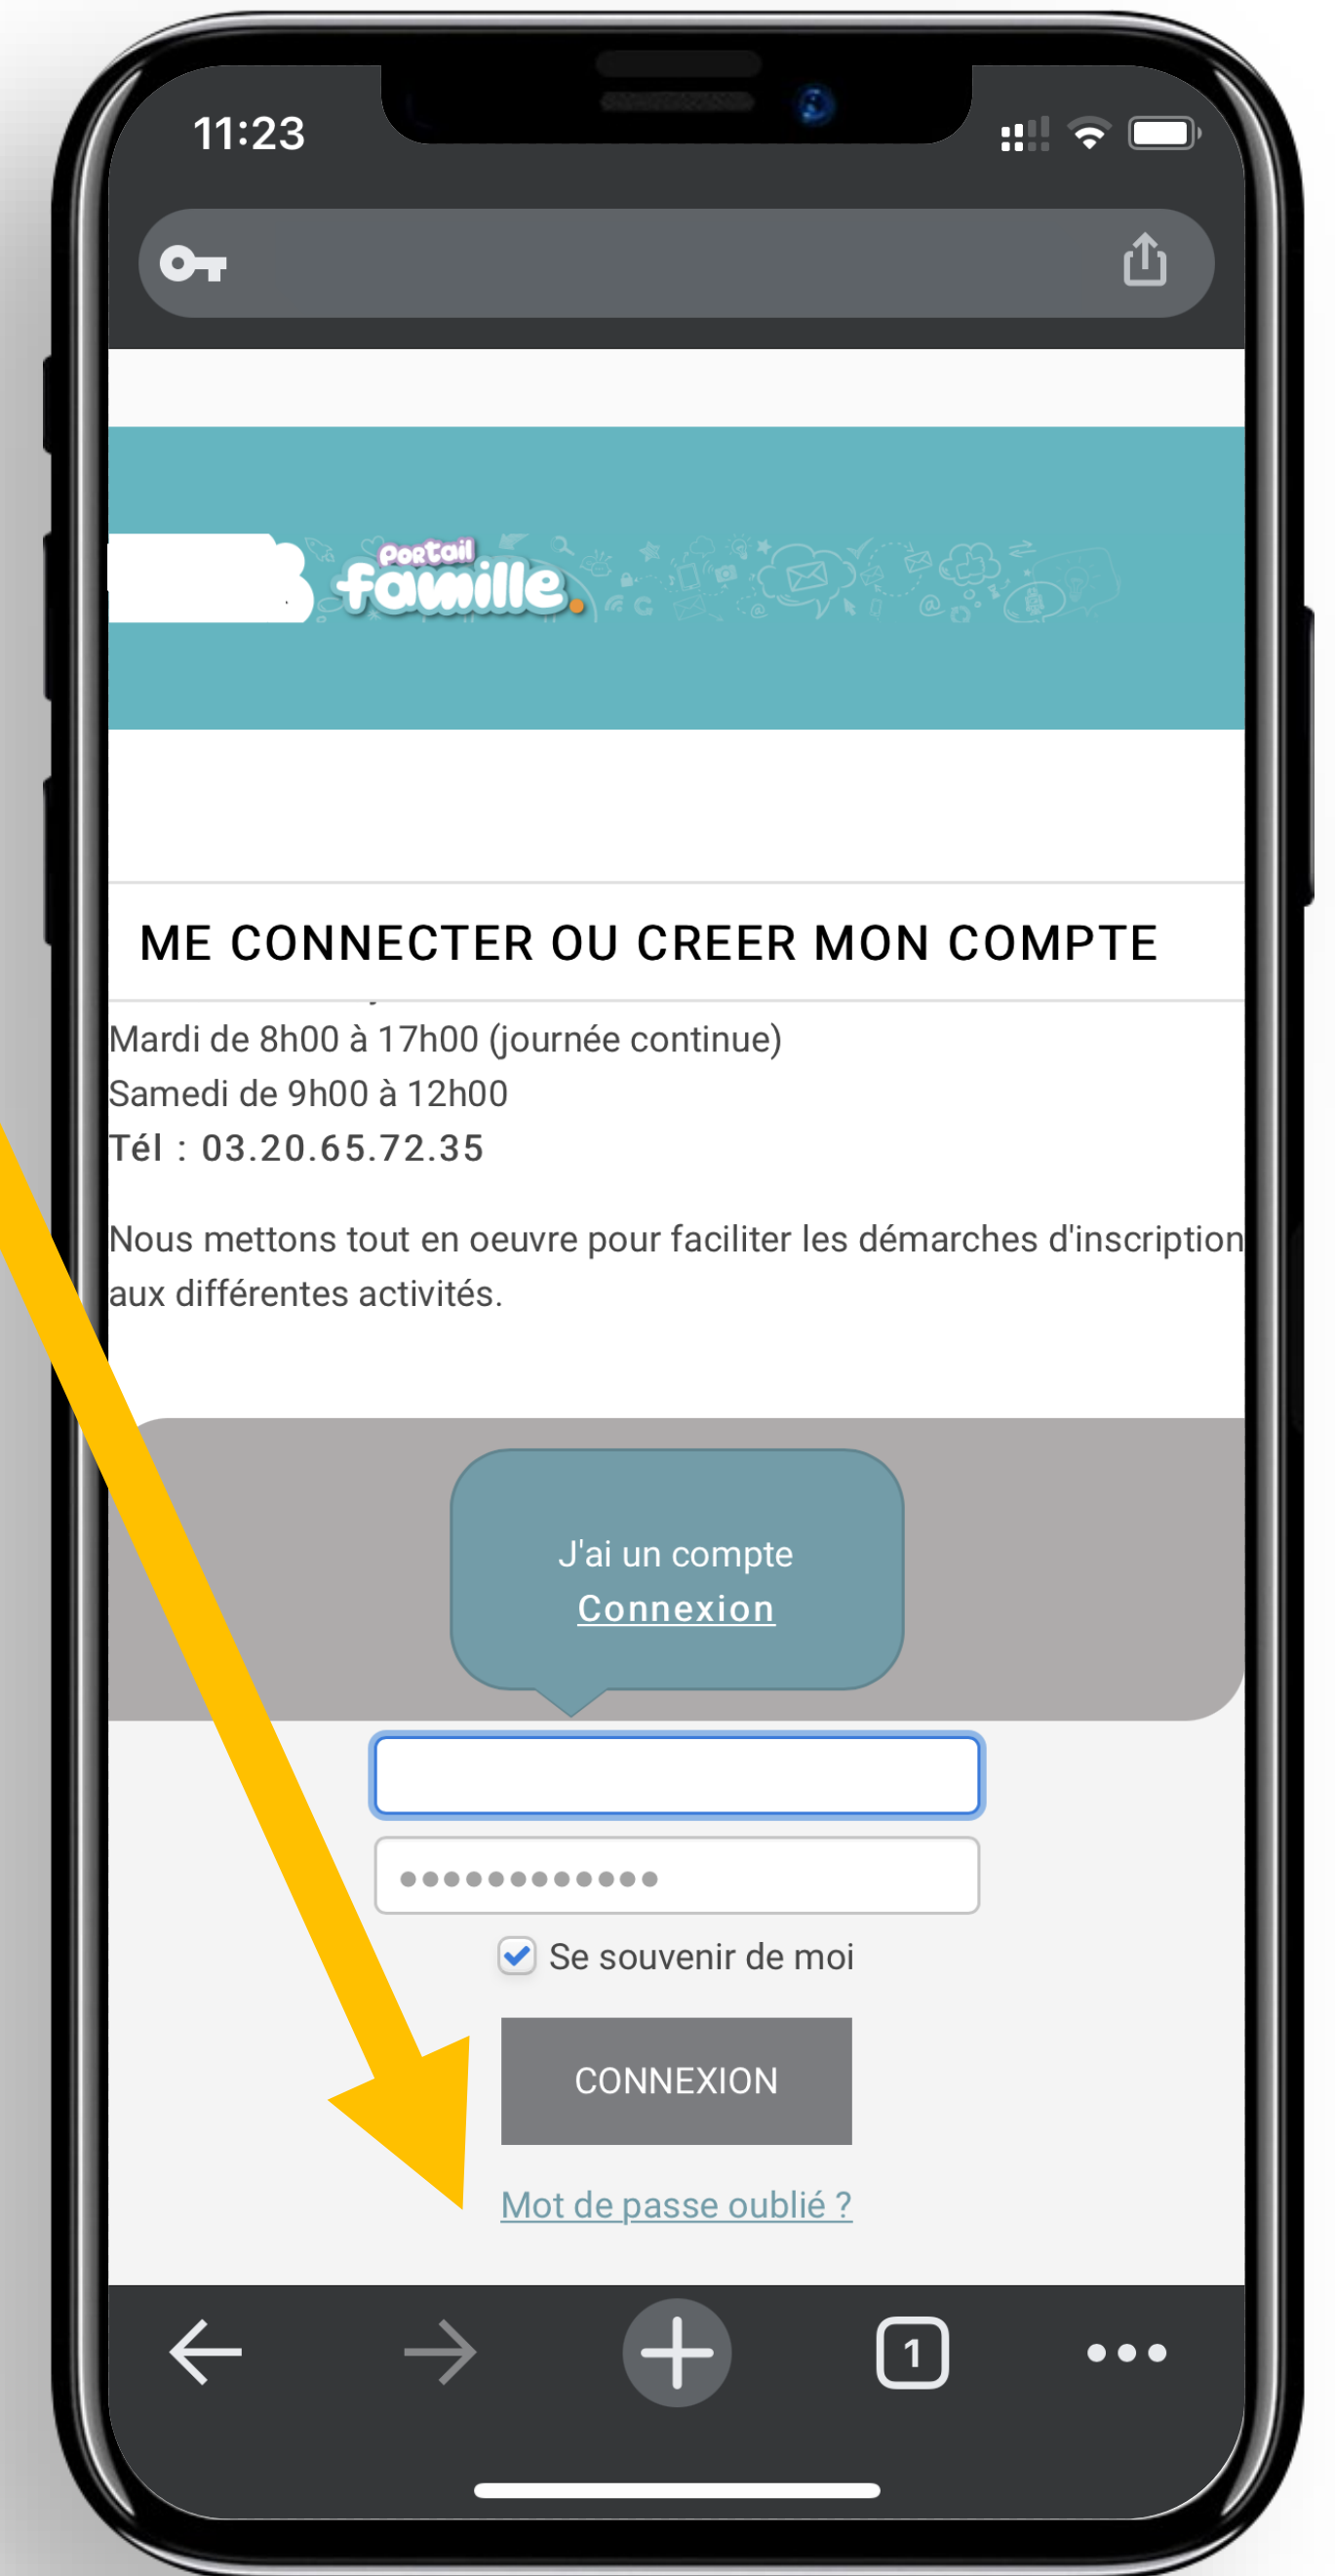 11:23
Portail
famille.
ME CONNECTER OU CREER MON COMPTE
Mardi de 8h00 à 17h00 (journée continue)
Samedi de 9h00 à 12h00
Tél : 03.20.65.72.35
Nous mettons tout en oeuvre pour faciliter les démarches d'inscription
aux différentes activités.
J'ai un compte
Connexion
Se souvenir de moi
CONNEXION
Mot de passe oublié ?
1